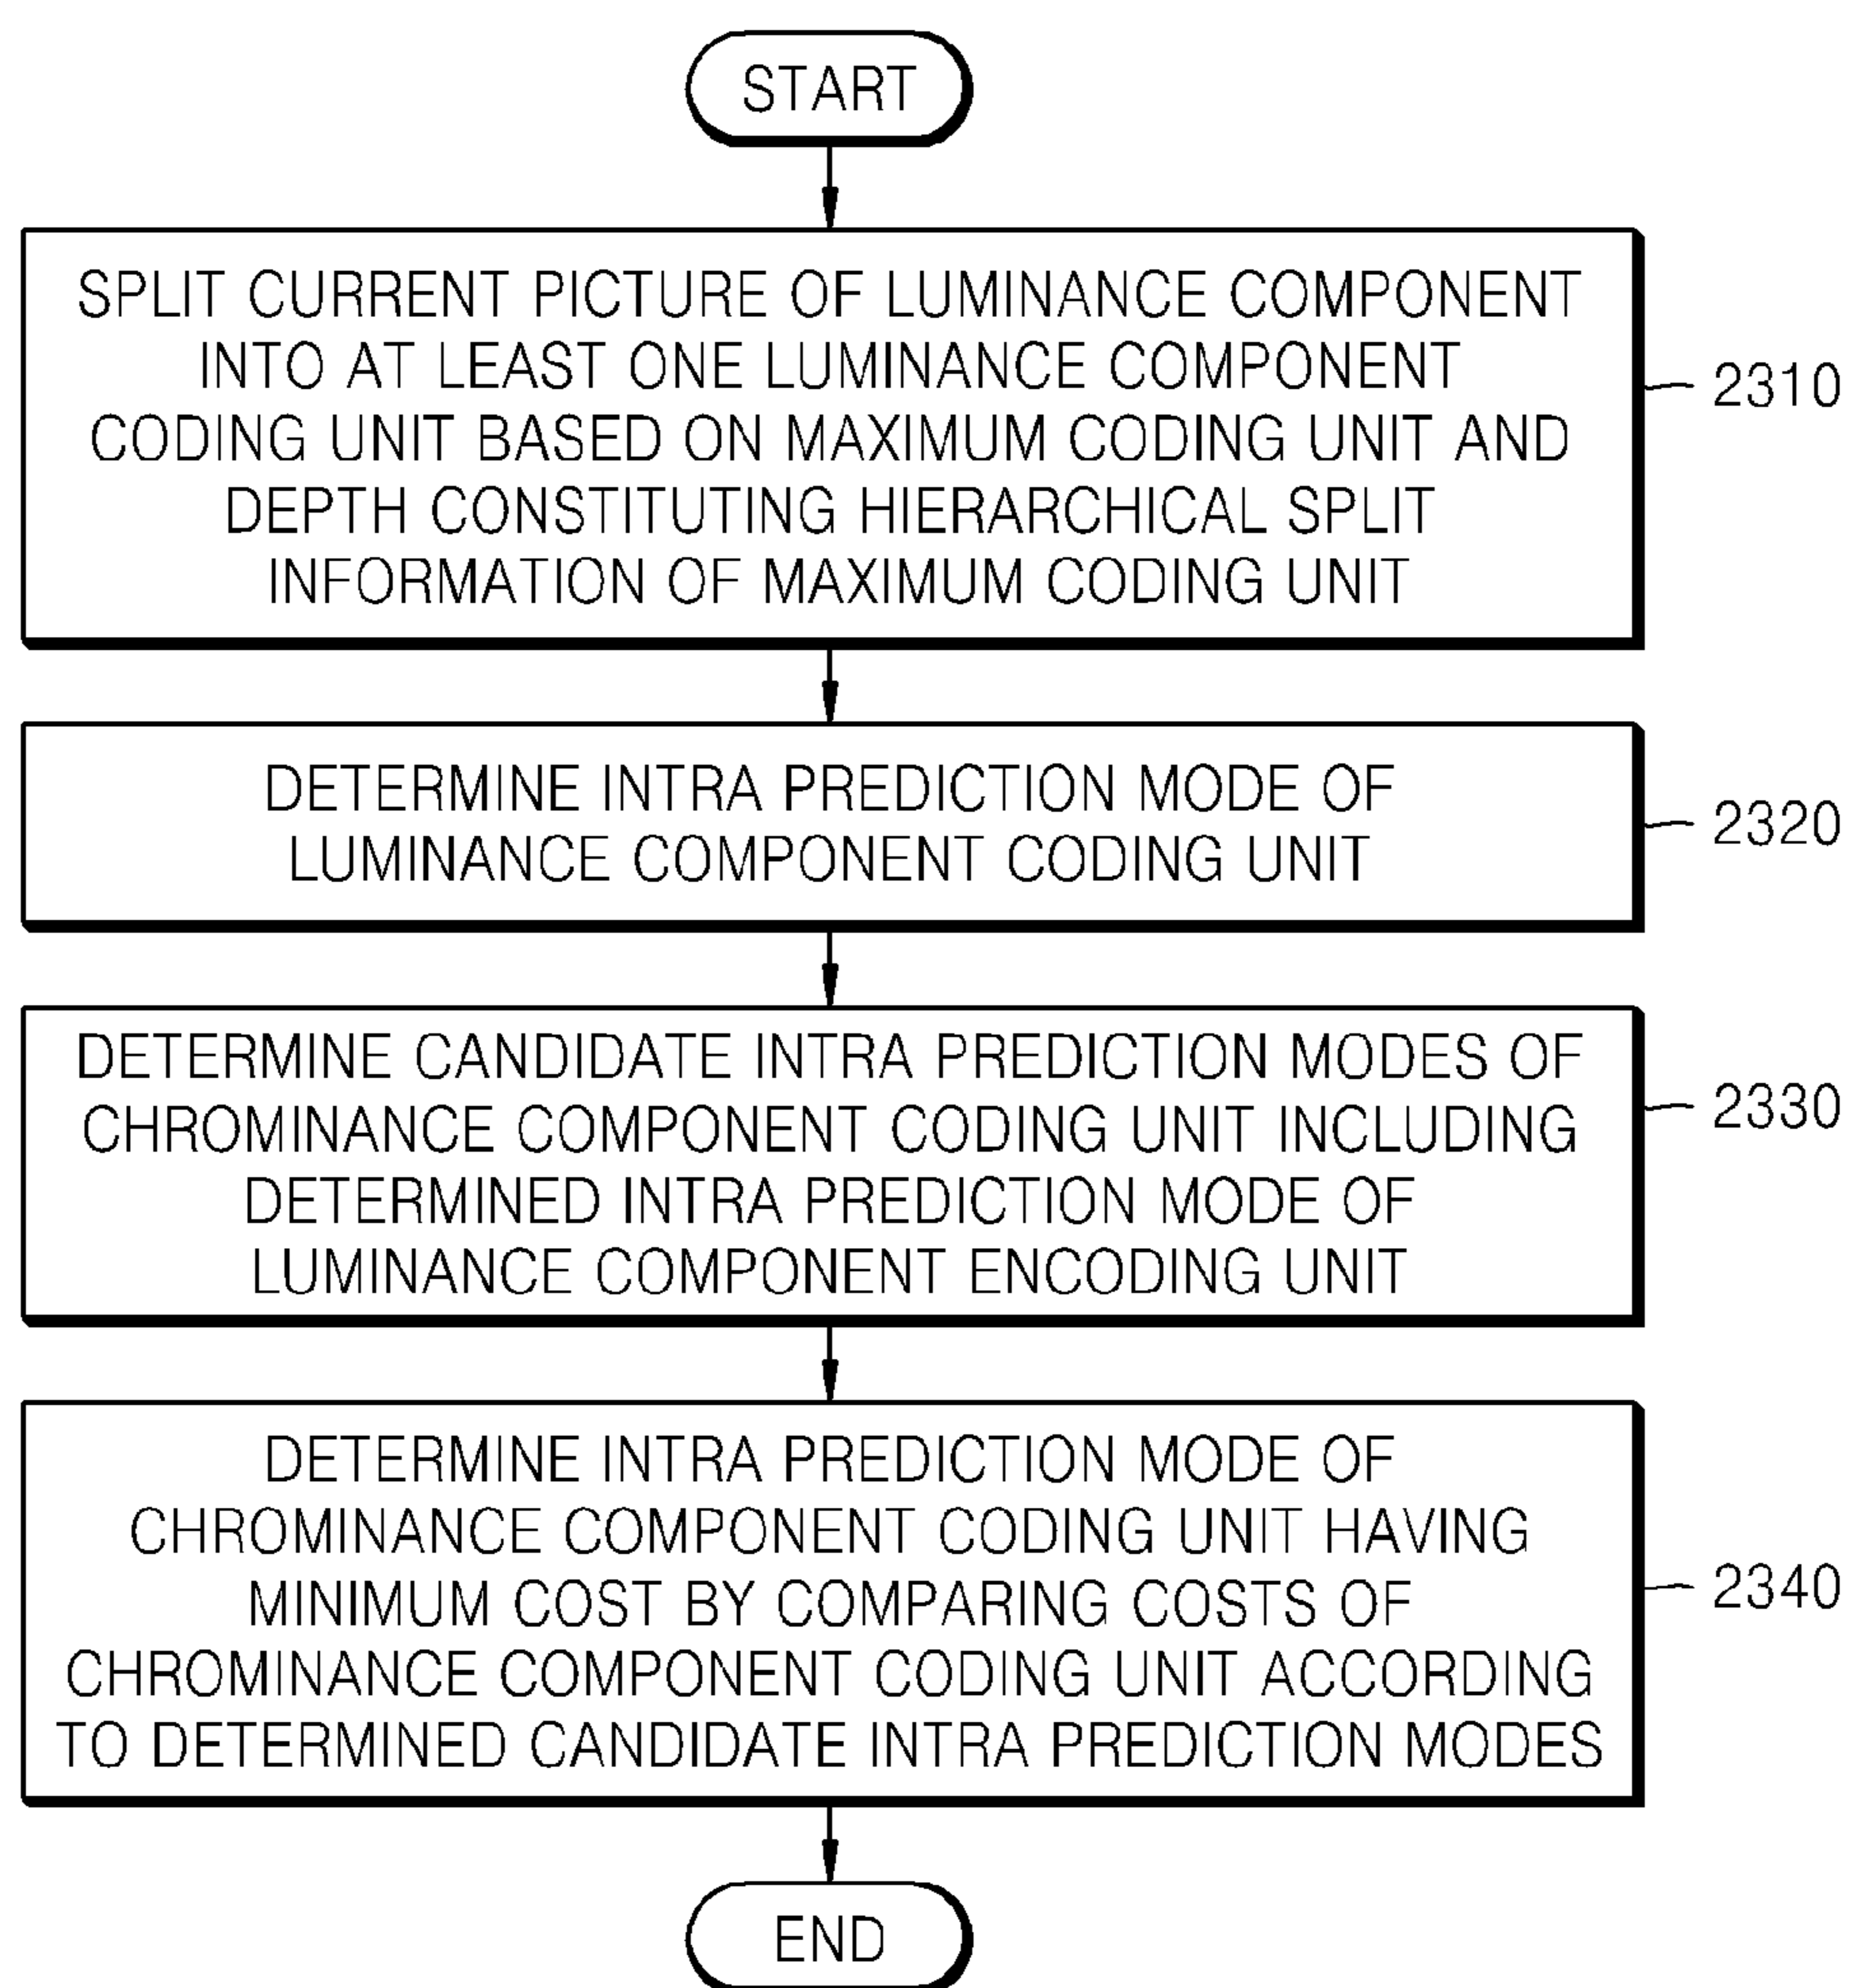 START
SPLIT CURRENT PICTURE OF LUMINANCE COMPONENT
INTO AT LEAST ONE LUMINANCE COMPONENT
CODING UNIT BASED ON MAXIMUM CODING UNIT AND
DEPTH CONSTITUTING HIERARCHICAL SPLIT
INFORMATION OF MAXIMUM CODING UNIT
2310
DETERMINE INTRA PREDICTION MODE OF
LUMINANCE COMPONENT CODING UNIT
2320
DETERMINE CANDIDATE INTRA PREDICTION MODES OF
CHROMINANCE COMPONENT CODING UNIT INCLUDING
DETERMINED INTRA PREDICTION MODE OF
LUMINANCE COMPONENT ENCODING UNIT
2330
DETERMINE INTRA PREDICTION MODE OF
CHROMINANCE COMPONENT CODING UNIT HAVING
MINIMUM COST BY COMPARING COSTS OF
CHROMINANCE COMPONENT CODING UNIT ACCORDING
TO DETERMINED CANDIDATE INTRA PREDICTION MODES
2340
END